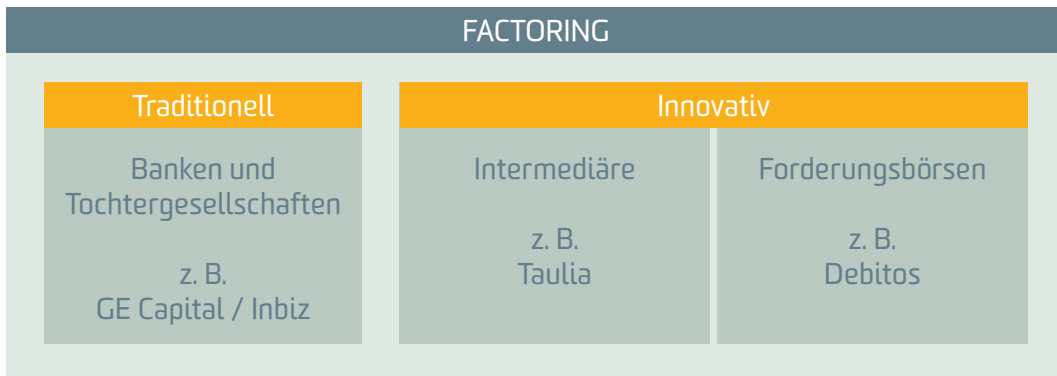 FACTORING
Traditionell
Banken und
Tochtergesellschaften
z. B.
GE Capital / Inbiz
Innovativ
Intermediäre
z. B.
Taulia
Forderungsbörsen
z. B.
Debitos